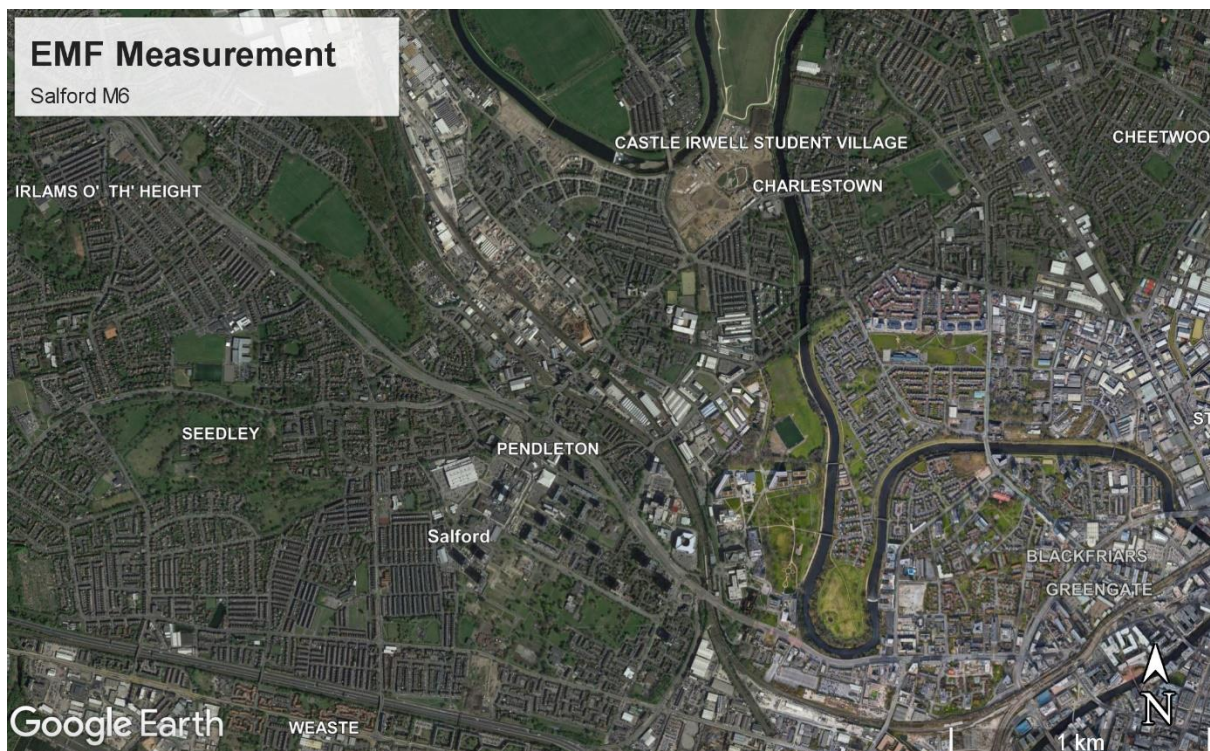 EMF Measurement
Salford M6
CASTLE IRWELL STUDENT VILLAGE
CHEETWOO
IRLAMS O' TH' HEIGHT
CHARLESTOWN
ST
SEEDLEY
PENDLETON
Salford
BLACKFRIARS
GREENGATE
N
Google Earth
WEASTE
1 km